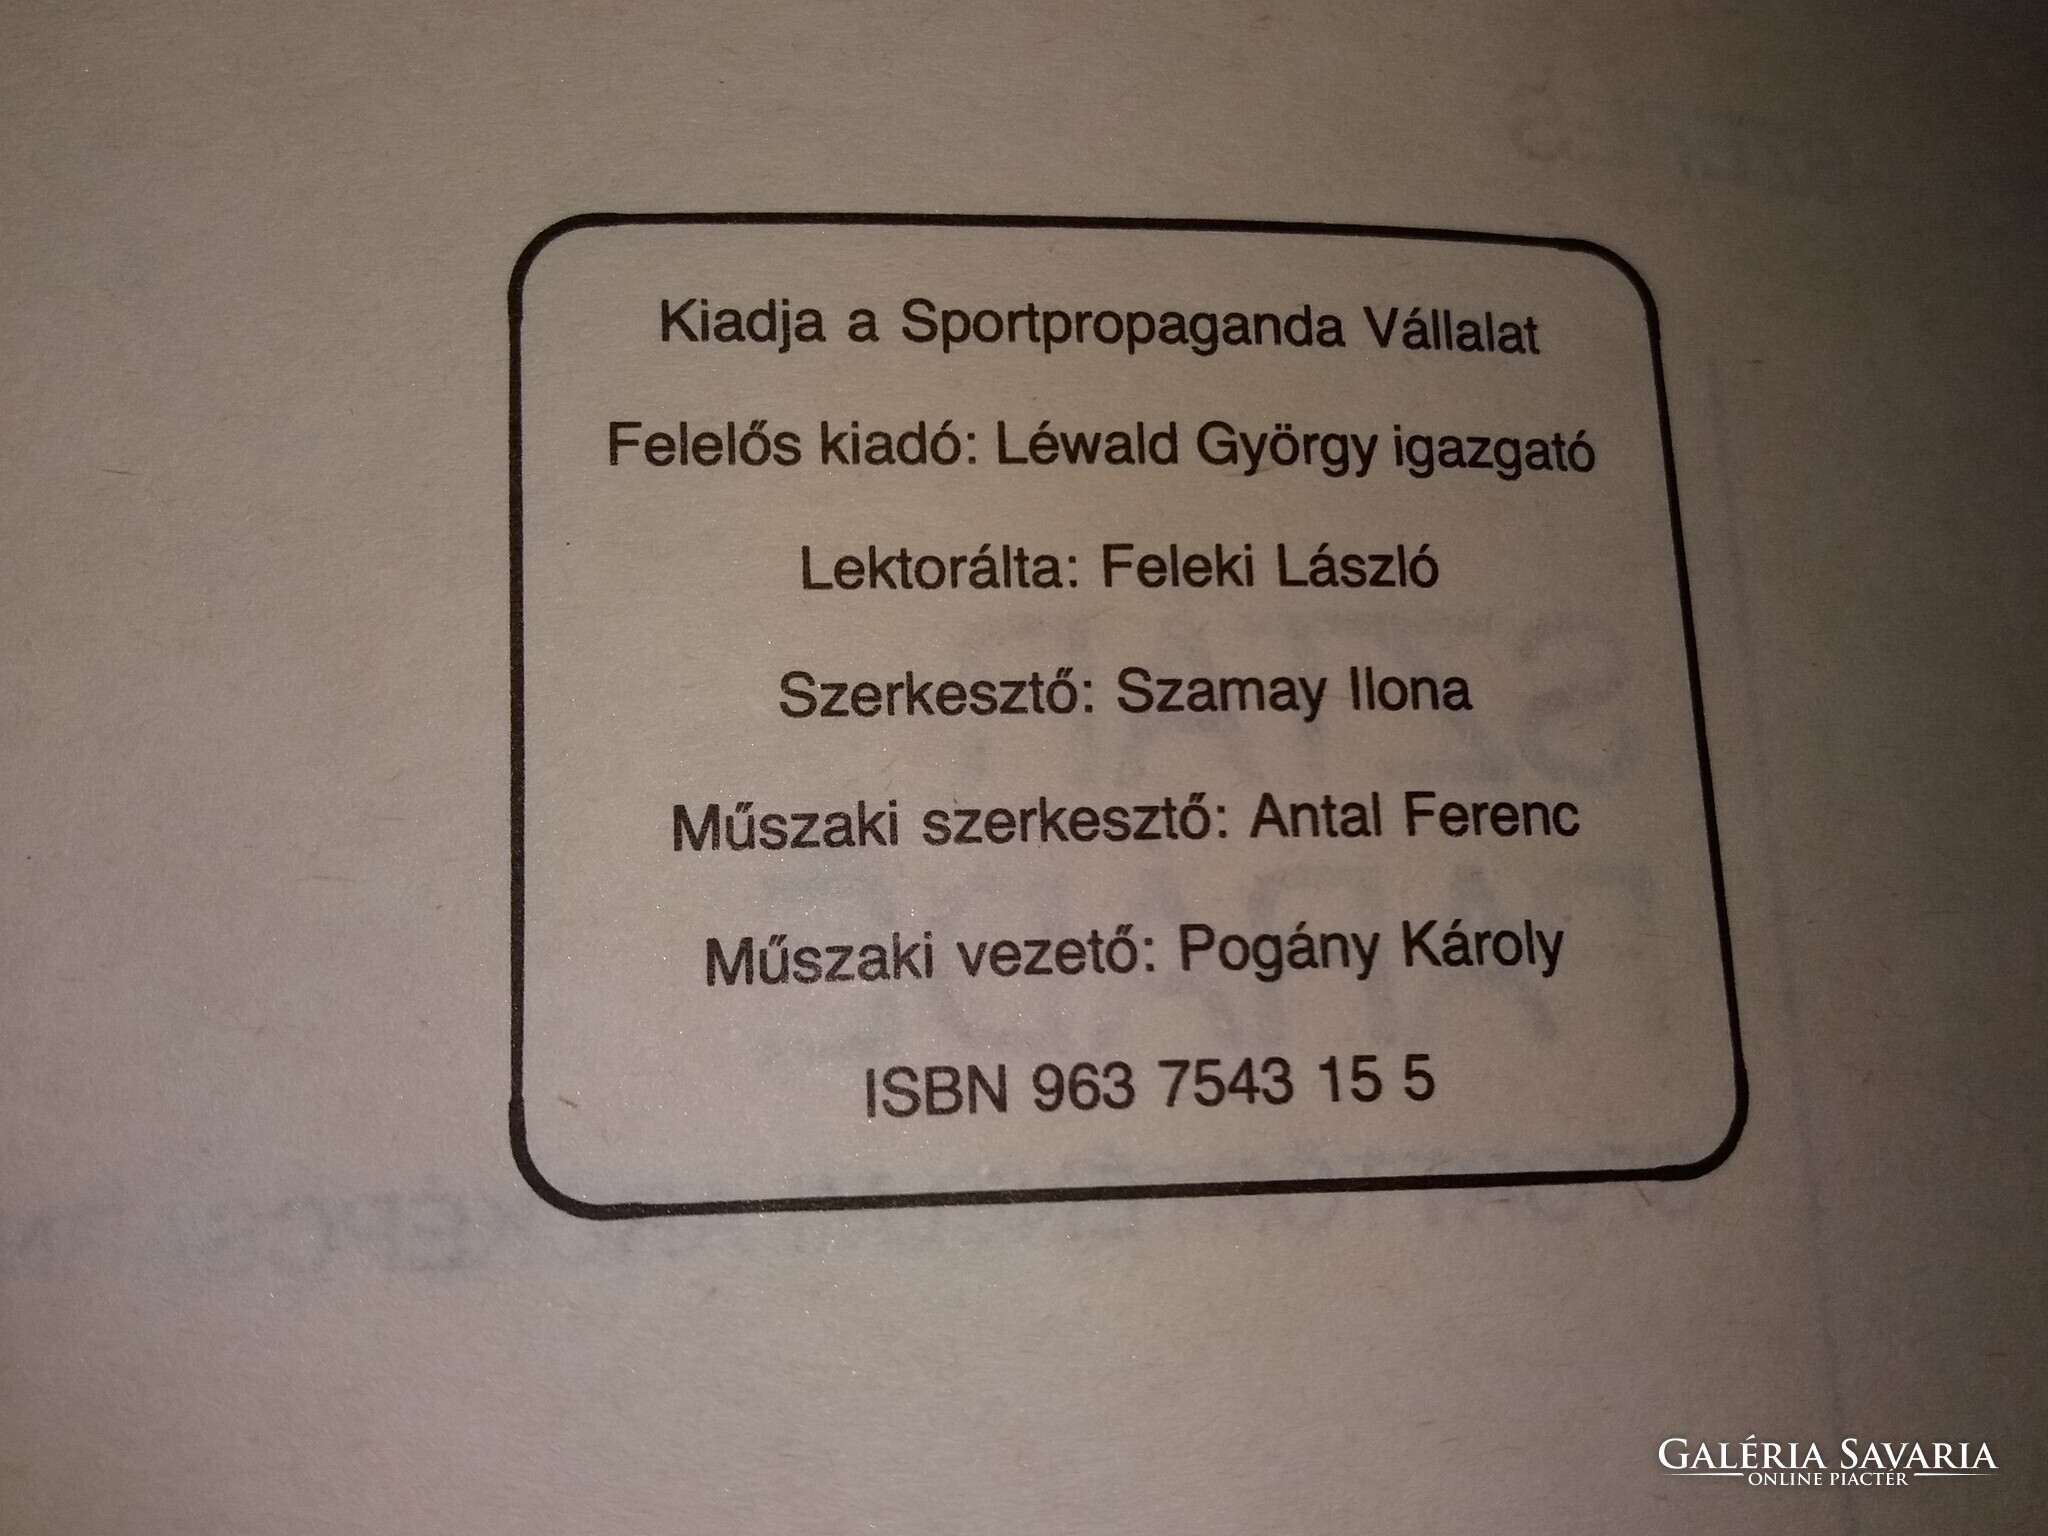 Kiadja a Sportpropaganda Vállalat
Felelős kiadó: Léwald György igazgató
Lektorálta: Feleki László
Szerkesztő: Szamay Ilona
Műszaki szerkesztő: Antal Ferenc
Műszaki vezető: Pogány Károly
ISBN 963 7543 15 5
GALÉRIA SAVARIA
ONLINE PIACTÉR